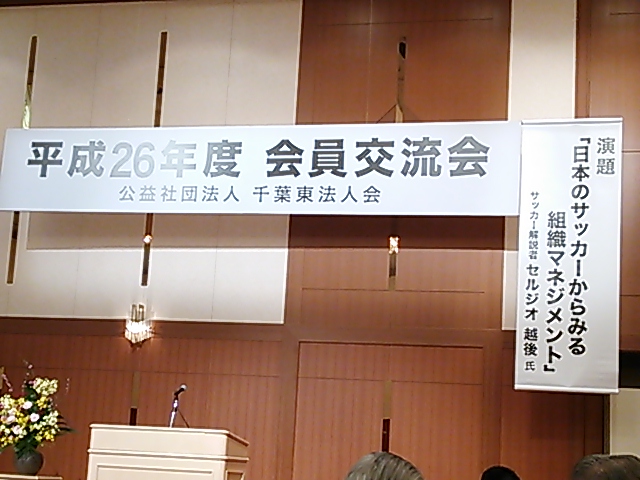 平成26年度 会員交流会
公益社団法人 千葉東法人会
演題
「日本のサッカーからみる
組織マネジメント」
サッカー解説者 セルジオ 越後 氏